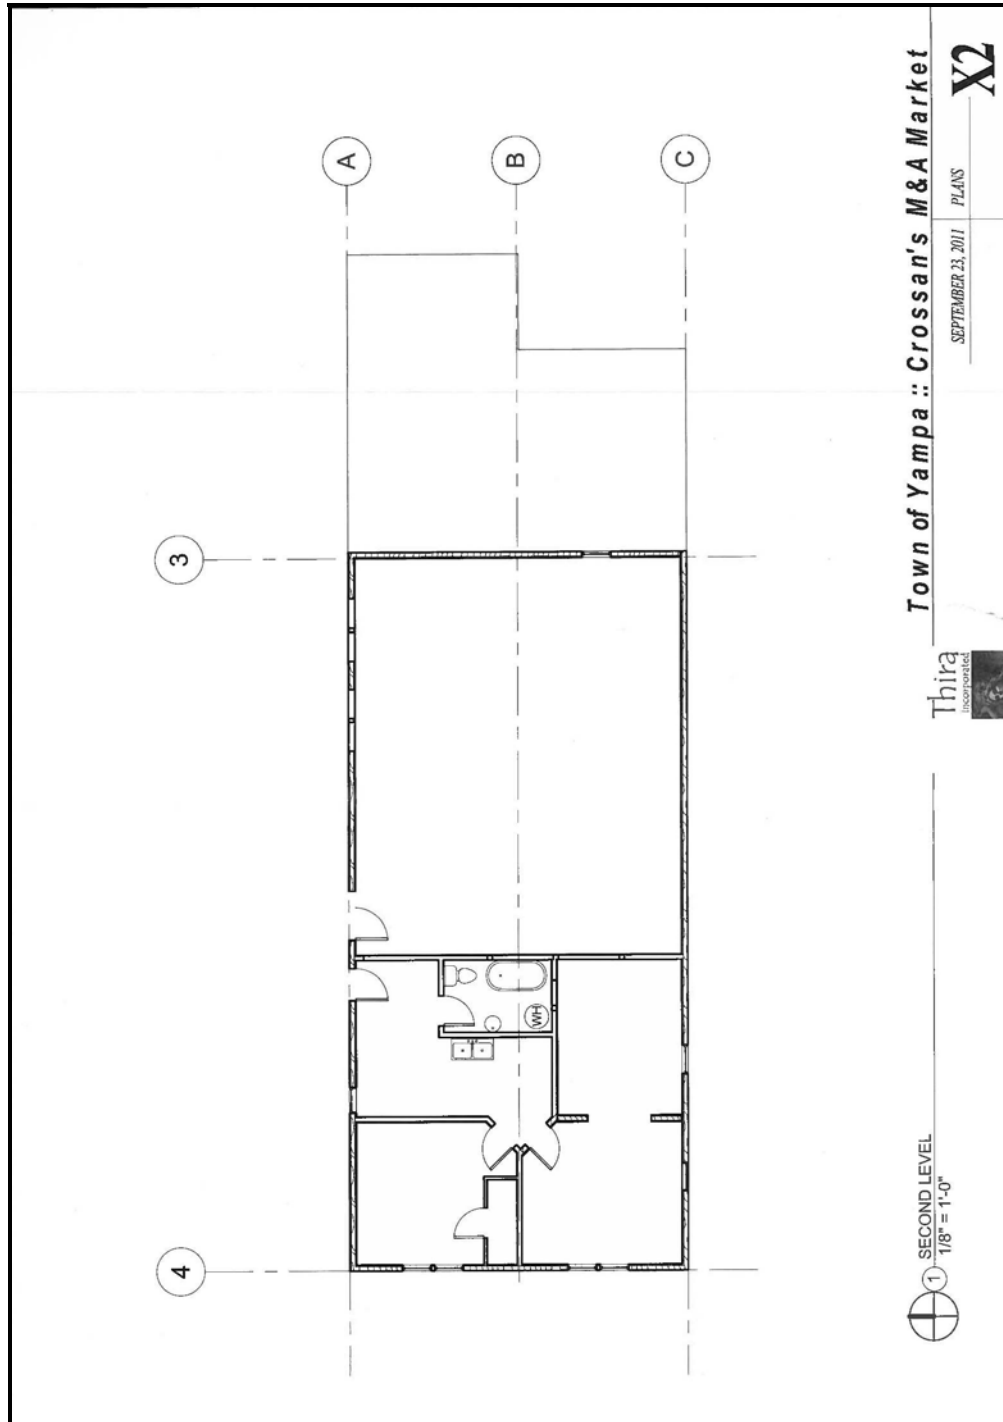 A
B
C
3
4
WH
1
SECOND LEVEL
1/8" = 1'-0"
Thira
incorporated
Town of Yampa :: Crossan's M&A Market
SEPTEMBER 23, 2011
PLANS
X2